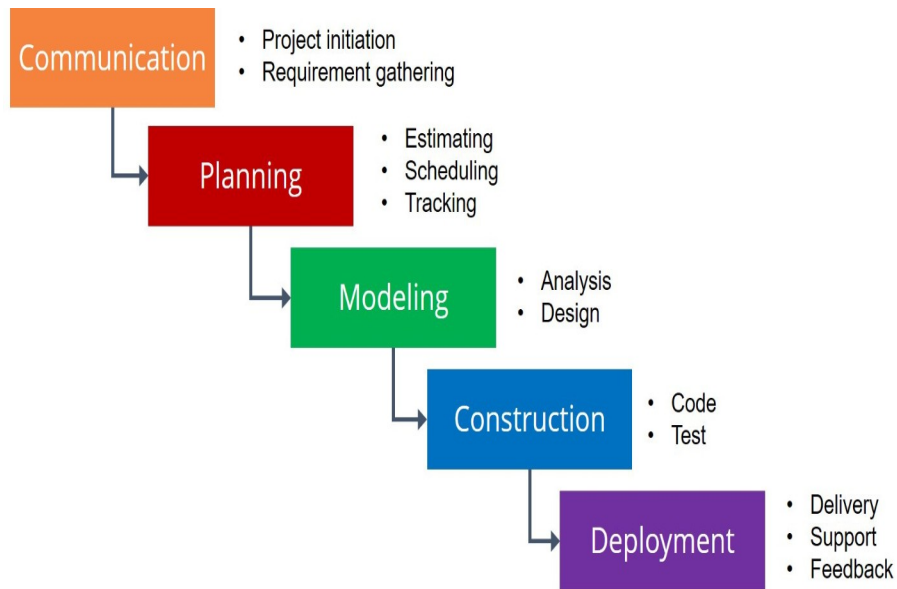 Communication
• Project initiation
• Requirement gathering
Planning
• Estimating
• Scheduling
• Tracking
Modeling
• Analysis
• Design
Construction
• Code
• Test
Deployment
• Delivery
• Support
• Feedback